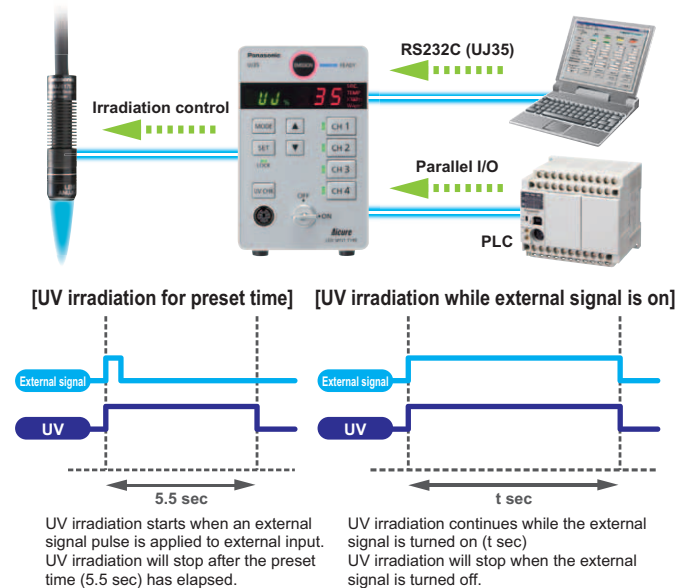 RS232C (UJ35)
Panasonic
UJ35
EMISSION
READY
Irradiation control
UJ % 35
MODE
CH 1
SET
CH 2
LOCK
Parallel I/O
CH 3
UV CHK
CH 4
OFF
ON
PLC
Aicure
LED SPOT TYPE
[UV irradiation for preset time]
[UV irradiation while external signal is on]
External signal
External signal
UV
UV
5.5 sec
t sec
UV irradiation starts when an external
signal pulse is applied to external input.
UV irradiation will stop after the preset
time (5.5 sec) has elapsed.
UV irradiation continues while the external
signal is turned on (t sec)
UV irradiation will stop when the external
signal is turned off.